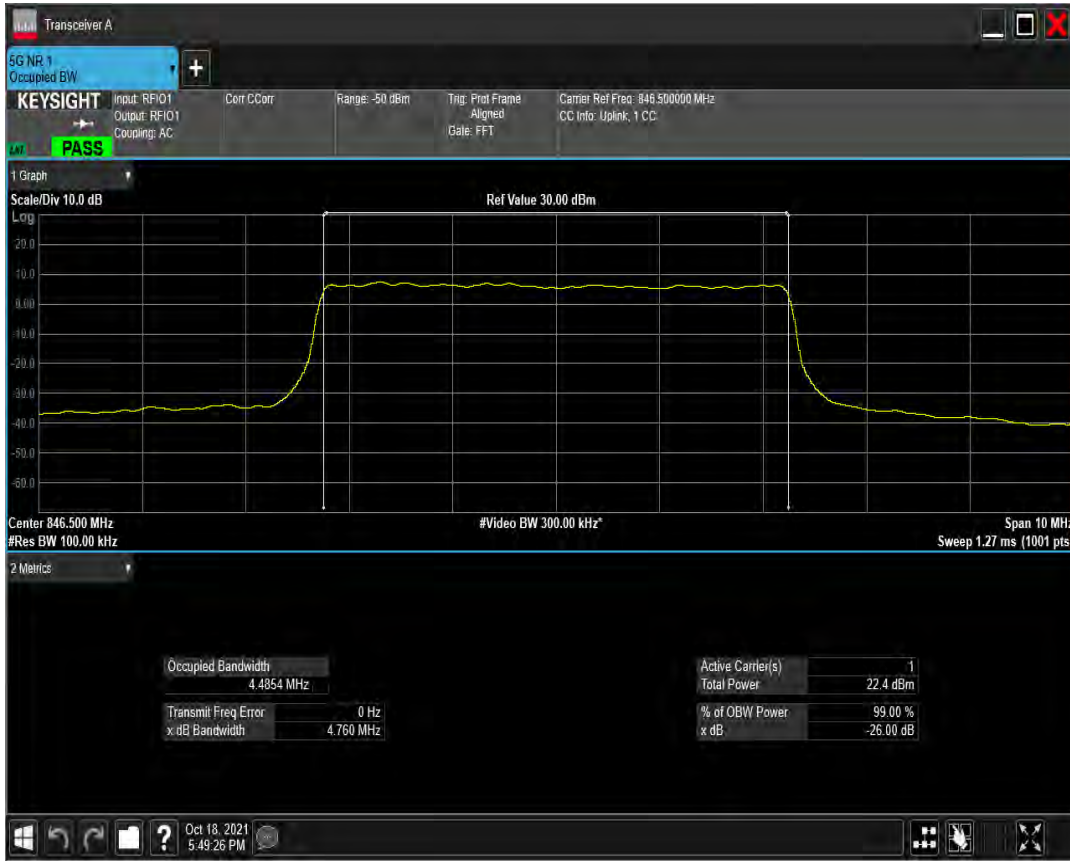 Transceiver A
5G NR 1
Occupied BW
+
KEYSIGHT
Input: RFIO1
Output: RFIO1
Coupling: AC
Corr CCorr
Range: -50 dBm
Trig: Prot Frame
Aligned
Gate: FFT
Carrier Ref Freq: 846.500000 MHz
CC Info: Uplink, 1 CC
PASS
1 Graph
Scale/Div 10.0 dB
Ref Value 30.00 dBm
Log
20.0
10.0
0.00
-10.0
-20.0
-30.0
-40.0
-50.0
-60.0
Center 846.500 MHz
#Video BW 300.00 kHz*
Span 10 MHz
#Res BW 100.00 kHz
Sweep 1.27 ms (1001 pts
2 Metrics
Occupied Bandwidth
4.4854 MHz
Transmit Freq Error 0 Hz
x dB Bandwidth 4.760 MHz
Active Carrier(s) 1
Total Power 22.4 dBm
% of OBW Power 99.00 %
x dB -26.00 dB
?
Oct 18, 2021
5:49:26 PM